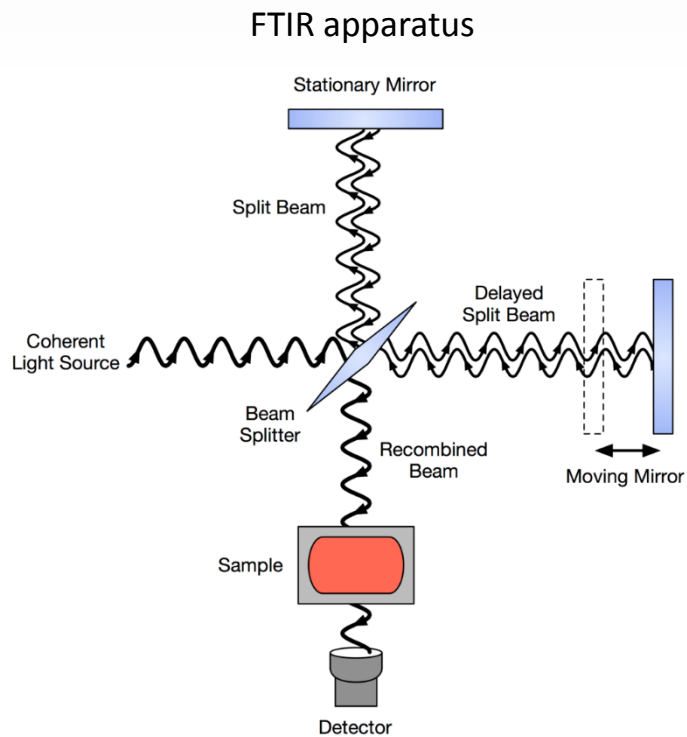 FTIR apparatus
Stationary Mirror
Split Beam
Delayed
Split Beam
Coherent
Light Source
Beam
Splitter
Recombined
Beam
Moving Mirror
Sample
Detector